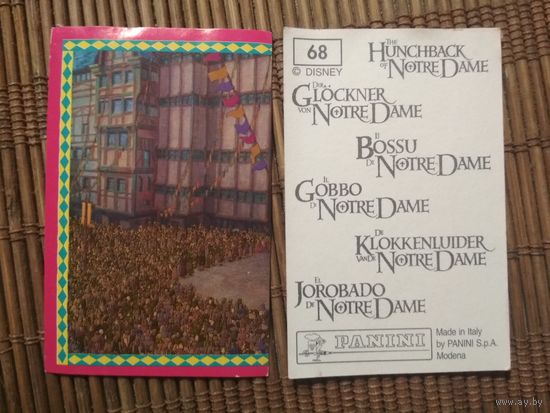 68
© DISNEY
THE
HUNCHBACK
OF NOTRE DAME
DER
GLÖCKNER
VON NOTRE DAME
BOSSU
DE NOTRE DAME
IL
GOBBO
DI NOTRE DAME
DE
KLOKKENLUIDER
VAN DE NOTRE DAME
EL
JOROBADO
DE NOTRE DAME
PANINI
Made in Italy
by PANINI S.p.A.
Modena
www.ay.by